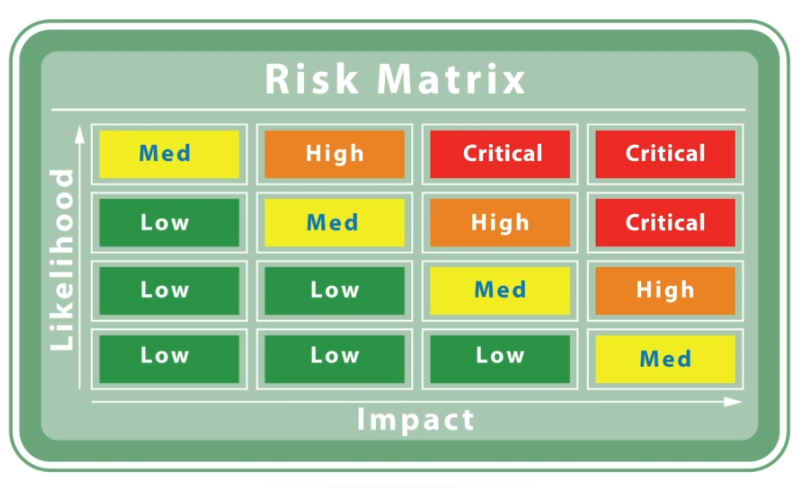 Risk Matrix
Likelihood
Med High Critical Critical
Low Med High Critical
Low Low Med High
Low Low Low Med
Impact